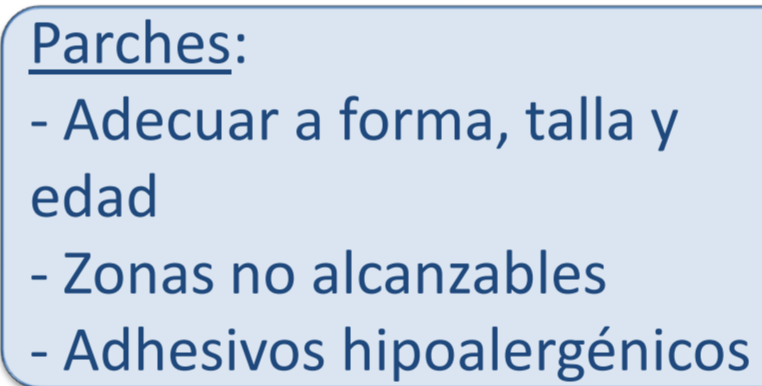 Parches:
- Adecuar a forma, talla y
edad
- Zonas no alcanzables
- Adhesivos hipoalergénicos